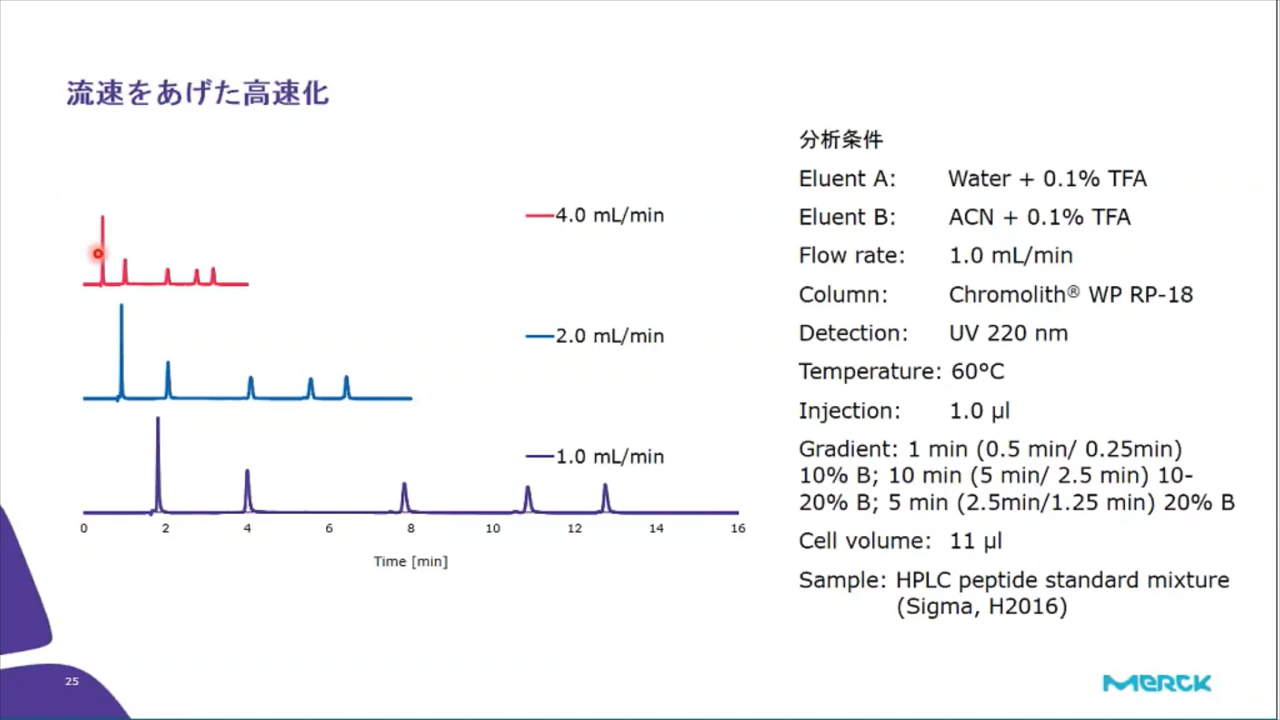 流速をあげた高速化
分析条件
Eluent A: Water + 0.1% TFA
Eluent B: ACN + 0.1% TFA
Flow rate: 1.0 mL/min
Column: Chromolith® WP RP-18
Detection: UV 220 nm
Temperature: 60°C
Injection: 1.0 µl
Gradient: 1 min (0.5 min/ 0.25min)
10% B; 10 min (5 min/ 2.5 min) 10-
20% B; 5 min (2.5min/1.25 min) 20% B
Cell volume: 11 µl
Sample: HPLC peptide standard mixture
(Sigma, H2016)
4.0 mL/min
2.0 mL/min
1.0 mL/min
0 2 4 6 8 10 12 14 16
Time [min]
25
MERCK